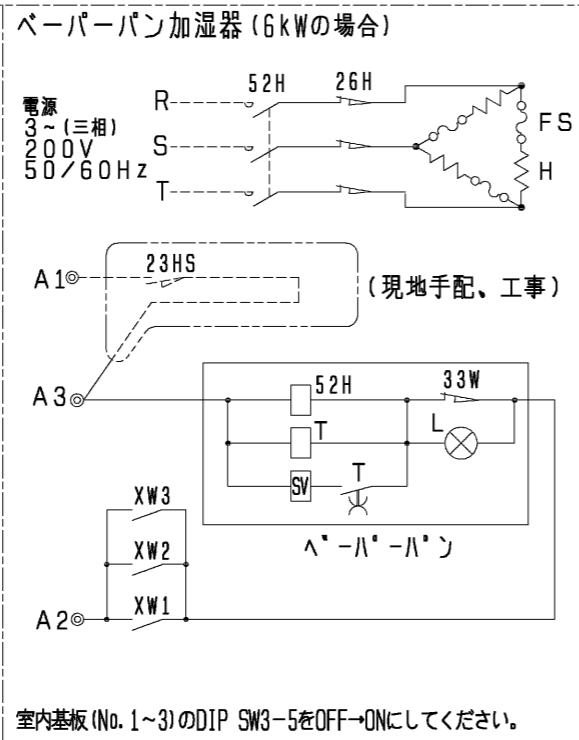 ベーパーパン加湿器(6kWの場合)
52H 26H
電源
3~(三相)
200V
50/60Hz
R
S
T
FS
H
A1 23HS (現地手配、工事)
A3 52H 33W
T L
SV T
ベーパーパン
XW3
XW2
A2 XW1
室内基板(No.1~3)のDIP SW3-5をOFF→ONにしてください。